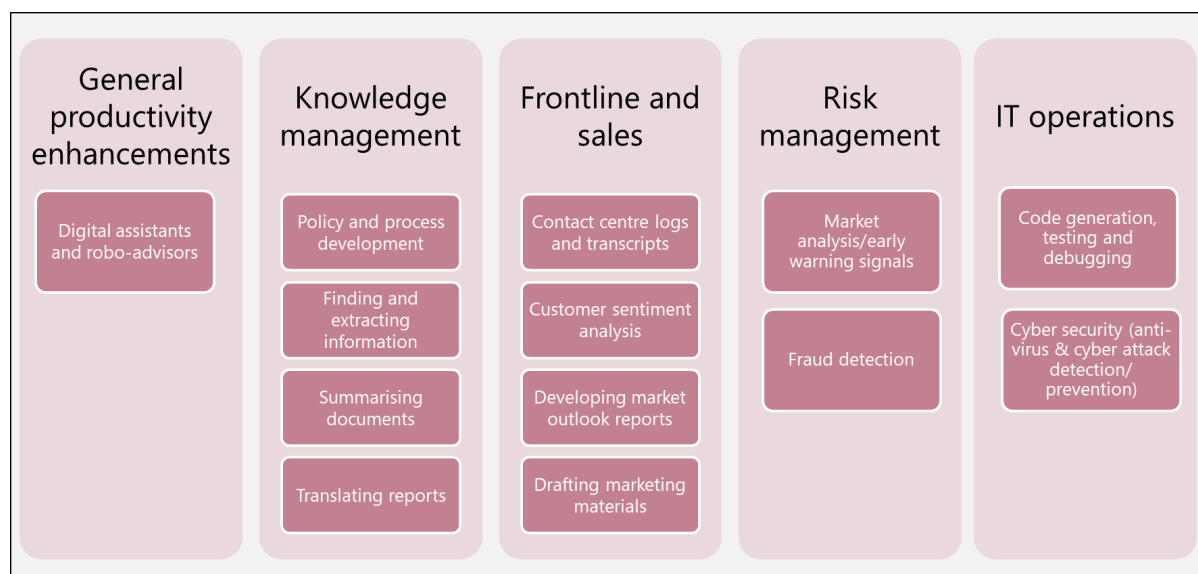 General
productivity
enhancements
Digital assistants
and robo-advisors
Knowledge
management
Policy and process
development
Finding and
extracting
information
Summarising
documents
Translating reports
Frontline and
sales
Contact centre logs
and transcripts
Customer sentiment
analysis
Developing market
outlook reports
Drafting marketing
materials
Risk
management
Market
analysis/early
warning signals
Fraud detection
IT operations
Code generation,
testing and
debugging
Cyber security (anti-
virus & cyber attack
detection/
prevention)